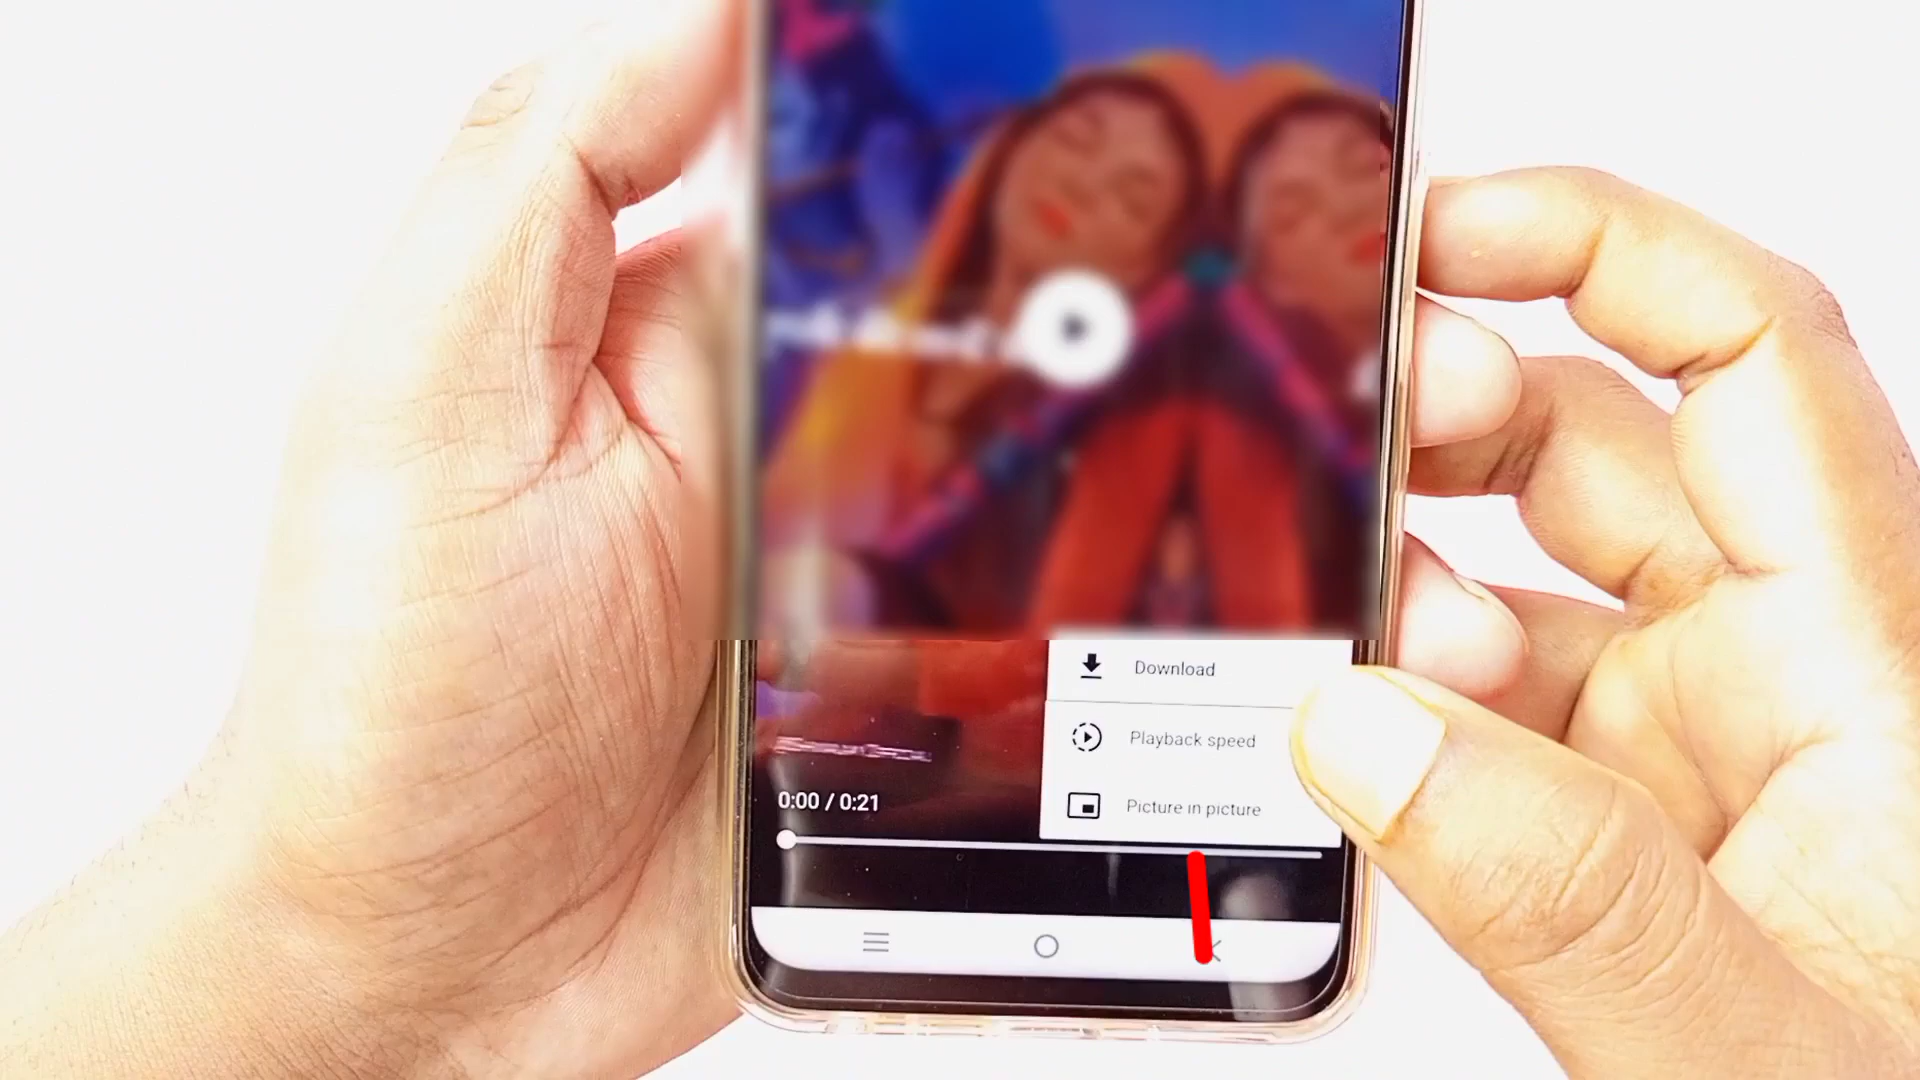 Download
Playback speed
Picture in picture
0:00 / 0:21